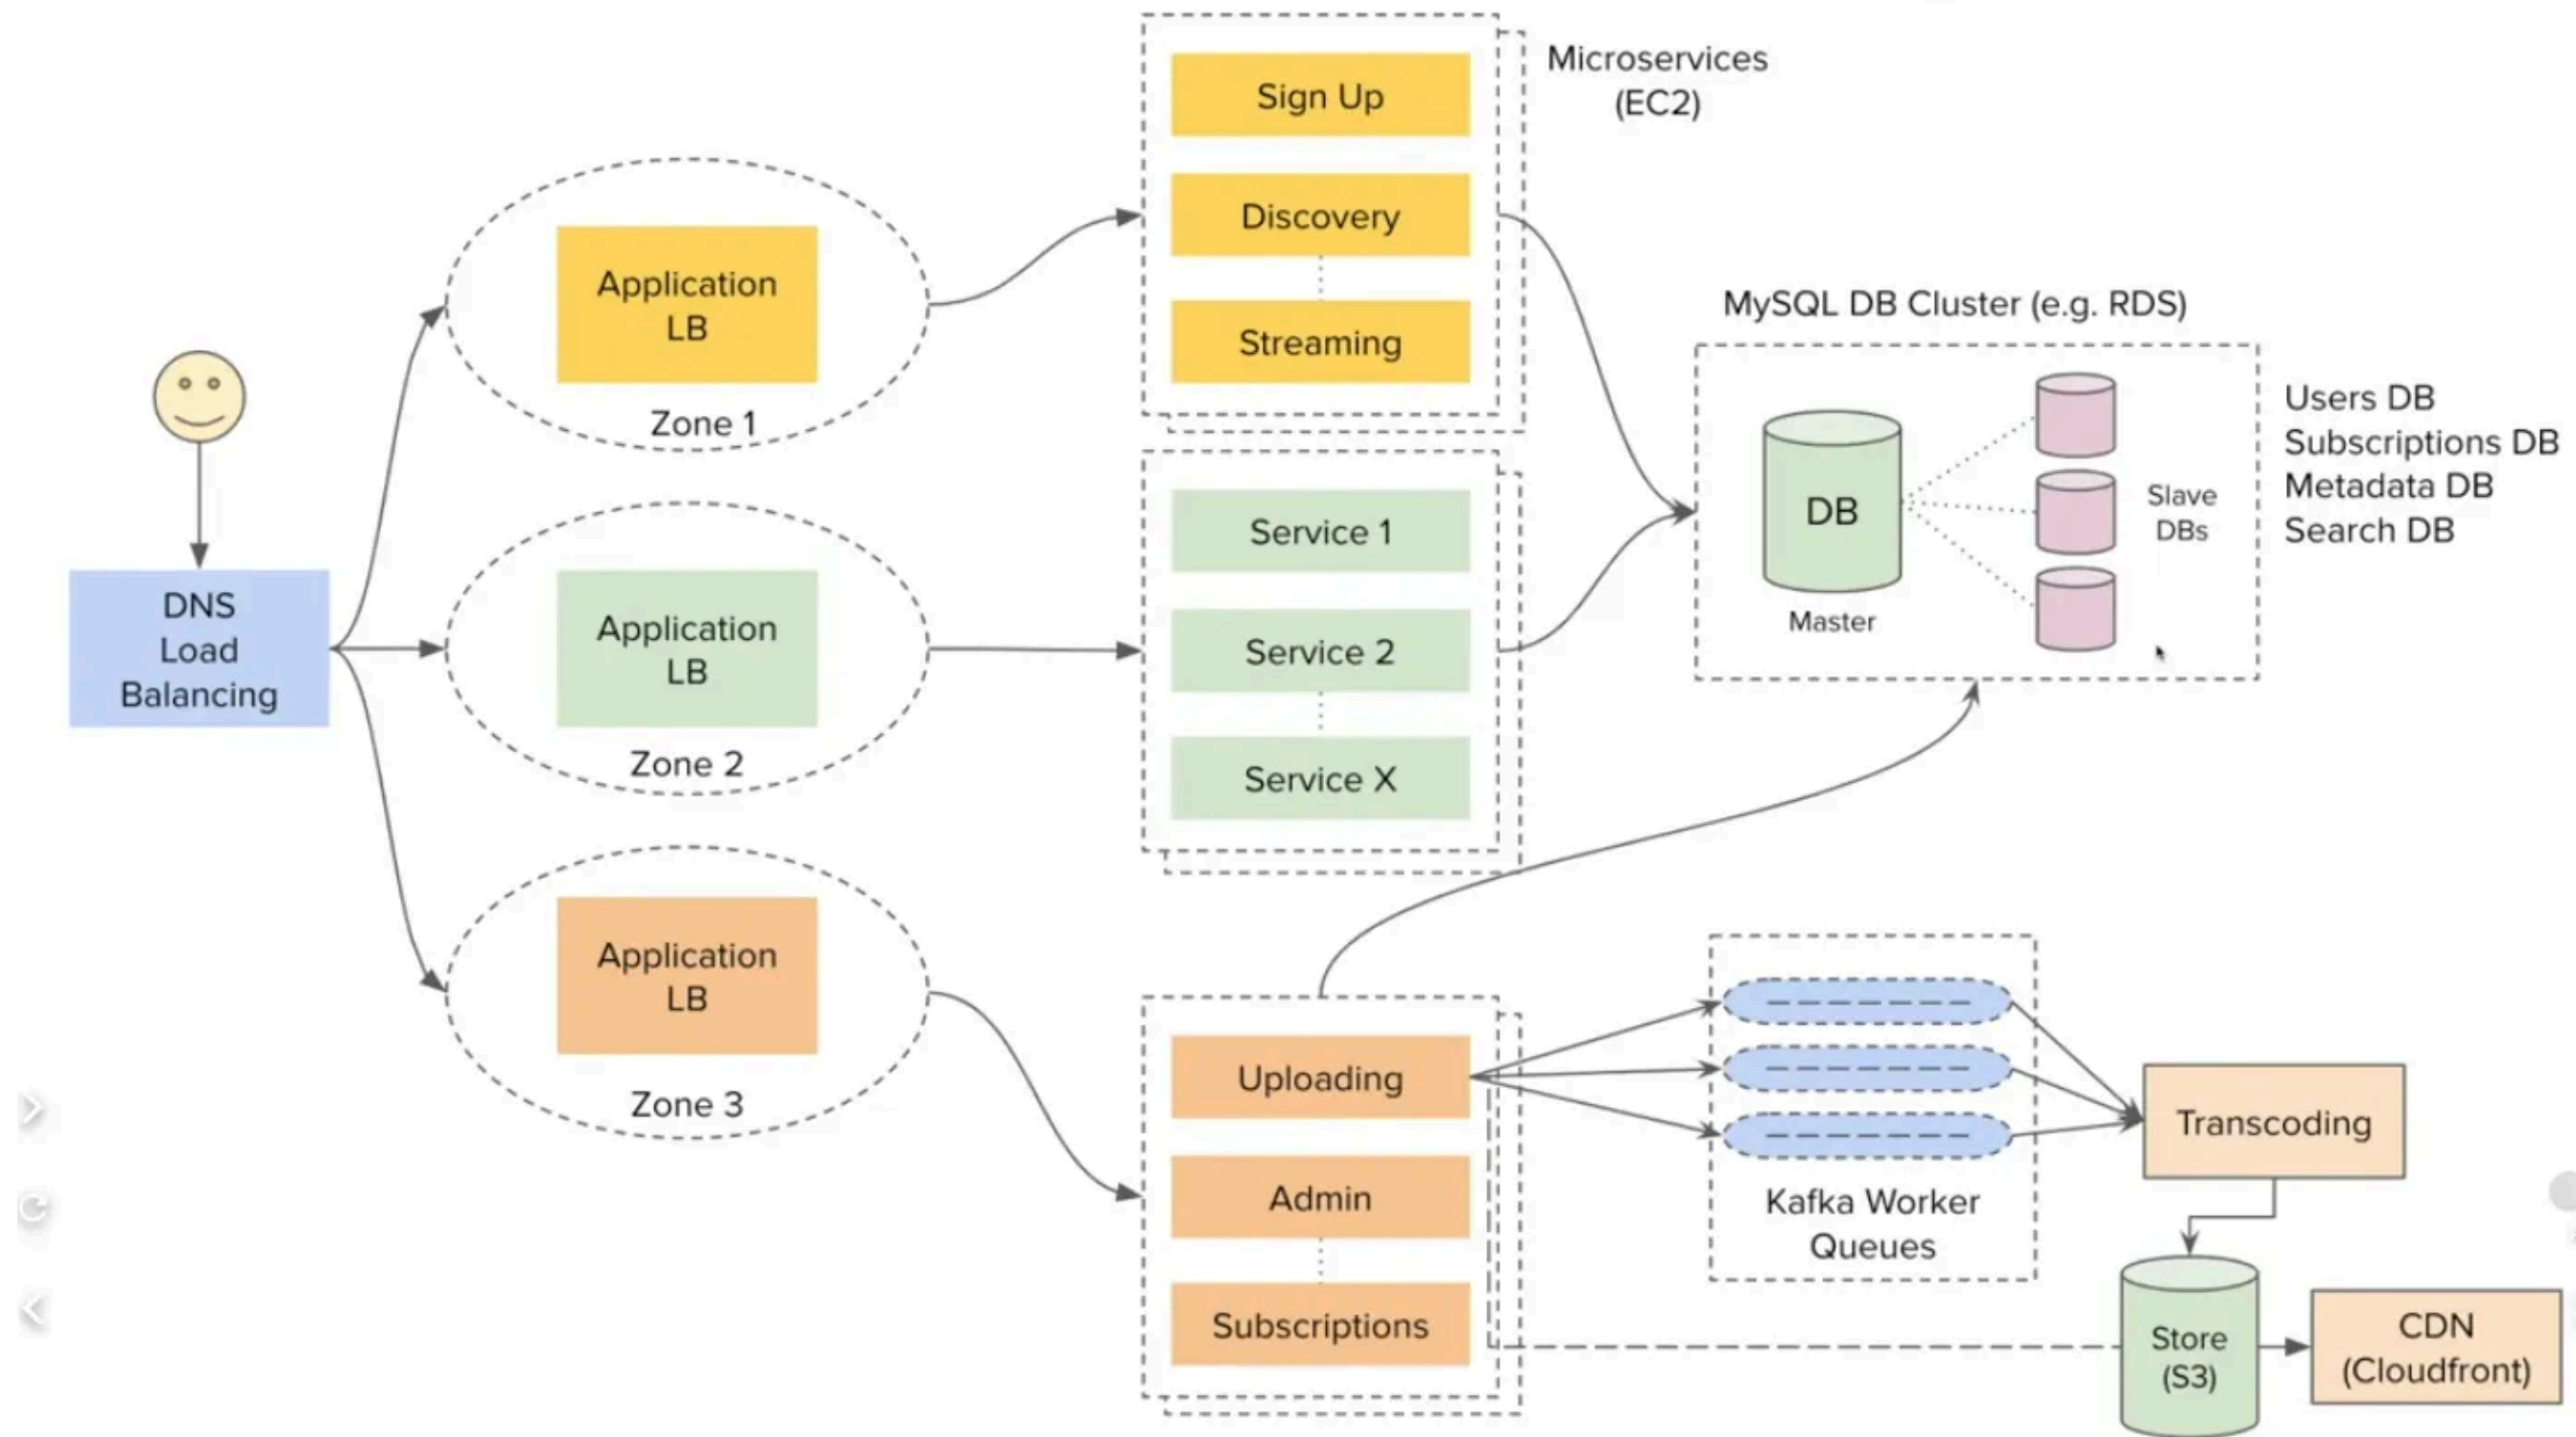 DNS
Load
Balancing
Application
LB
Zone 1
Application
LB
Zone 2
Application
LB
Zone 3
Sign Up
Discovery
Streaming
Microservices
(EC2)
Service 1
Service 2
Service X
MySQL DB Cluster (e.g. RDS)
DB
Master
Slave
DBs
Users DB
Subscriptions DB
Metadata DB
Search DB
Uploading
Admin
Subscriptions
Kafka Worker
Queues
Transcoding
Store
(S3)
CDN
(Cloudfront)